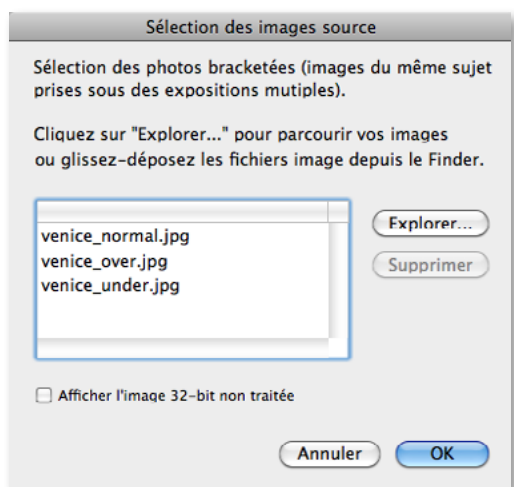 Sélection des images source
Sélection des photos bracketées (images du même sujet
prises sous des expositions mutiples).
Cliquez sur "Explorer..." pour parcourir vos images
ou glissez-déposez les fichiers image depuis le Finder.
venice_normal.jpg
venice_over.jpg
venice_under.jpg
Explorer...
Supprimer
Afficher l'image 32-bit non traitée
Annuler
OK